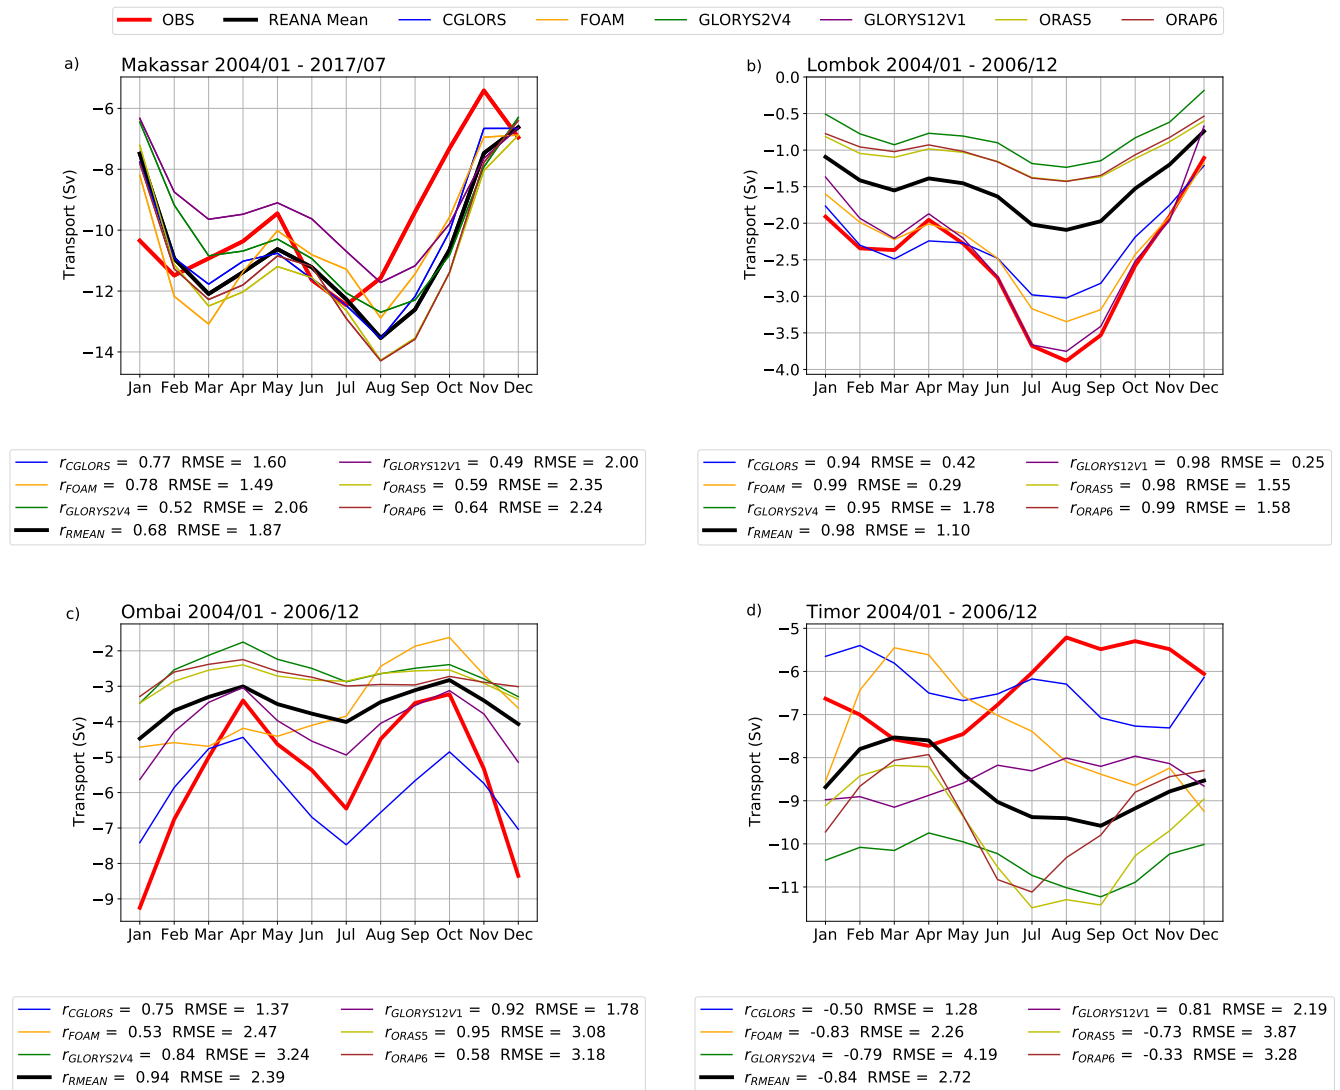 OBS REANA Mean CGLORS FOAM GLORYS2V4 GLORYS12V1 ORAS5 ORAP6
a) Makassar 2004/01 - 2017/07
Transport (Sv)
−6
−8
−10
−12
−14
Jan Feb Mar Apr May Jun Jul Aug Sep Oct Nov Dec
r_CGLORS = 0.77 RMSE = 1.60
r_FOAM = 0.78 RMSE = 1.49
r_GLORYS2V4 = 0.52 RMSE = 2.06
r_RMEAN = 0.68 RMSE = 1.87
r_GLORYS12V1 = 0.49 RMSE = 2.00
r_ORAS5 = 0.59 RMSE = 2.35
r_ORAP6 = 0.64 RMSE = 2.24
b) Lombok 2004/01 - 2006/12
Transport (Sv)
0.0
−0.5
−1.0
−1.5
−2.0
−2.5
−3.0
−3.5
−4.0
Jan Feb Mar Apr May Jun Jul Aug Sep Oct Nov Dec
r_CGLORS = 0.94 RMSE = 0.42
r_FOAM = 0.99 RMSE = 0.29
r_GLORYS2V4 = 0.95 RMSE = 1.78
r_RMEAN = 0.98 RMSE = 1.10
r_GLORYS12V1 = 0.98 RMSE = 0.25
r_ORAS5 = 0.98 RMSE = 1.55
r_ORAP6 = 0.99 RMSE = 1.58
c) Ombai 2004/01 - 2006/12
Transport (Sv)
−2
−3
−4
−5
−6
−7
−8
−9
Jan Feb Mar Apr May Jun Jul Aug Sep Oct Nov Dec
r_CGLORS = 0.75 RMSE = 1.37
r_FOAM = 0.53 RMSE = 2.47
r_GLORYS2V4 = 0.84 RMSE = 3.24
r_RMEAN = 0.94 RMSE = 2.39
r_GLORYS12V1 = 0.92 RMSE = 1.78
r_ORAS5 = 0.95 RMSE = 3.08
r_ORAP6 = 0.58 RMSE = 3.18
d) Timor 2004/01 - 2006/12
Transport (Sv)
−5
−6
−7
−8
−9
−10
−11
Jan Feb Mar Apr May Jun Jul Aug Sep Oct Nov Dec
r_CGLORS = -0.50 RMSE = 1.28
r_FOAM = -0.83 RMSE = 2.26
r_GLORYS2V4 = -0.79 RMSE = 4.19
r_RMEAN = -0.84 RMSE = 2.72
r_GLORYS12V1 = 0.81 RMSE = 2.19
r_ORAS5 = -0.73 RMSE = 3.87
r_ORAP6 = -0.33 RMSE = 3.28